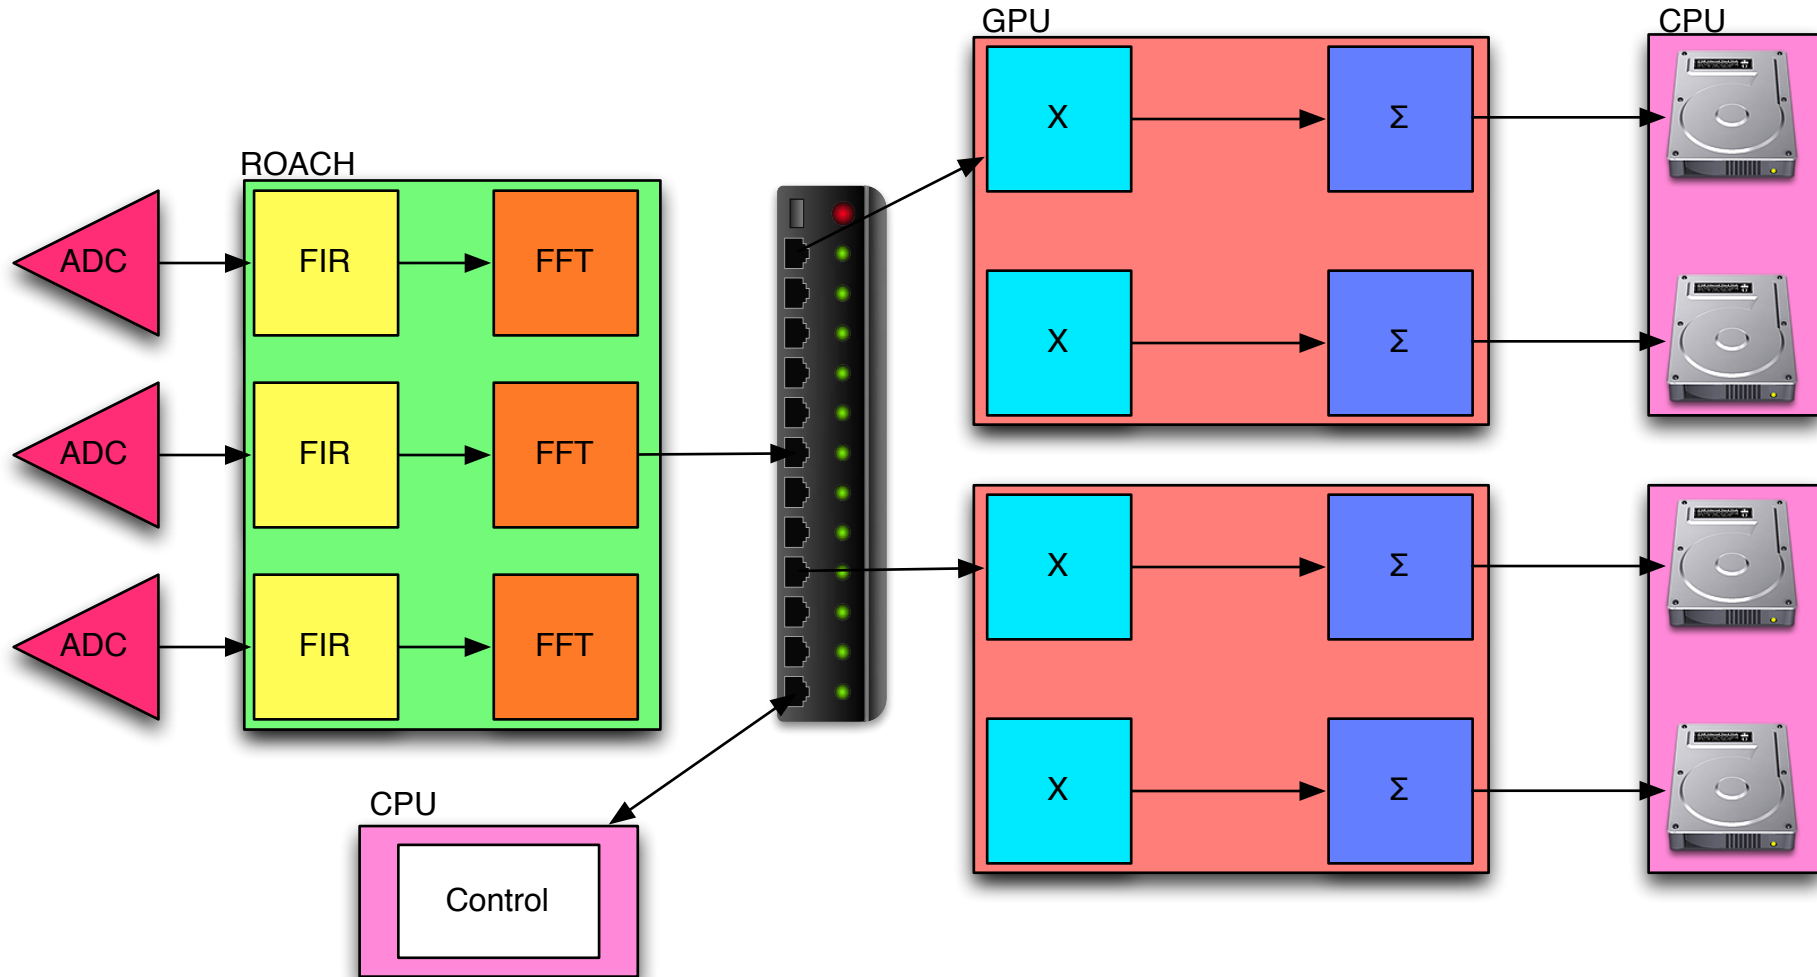 GPU
CPU
X
Σ
ROACH
ADC
FIR
FFT
X
Σ
ADC
FIR
FFT
X
Σ
ADC
FIR
FFT
X
Σ
CPU
Control